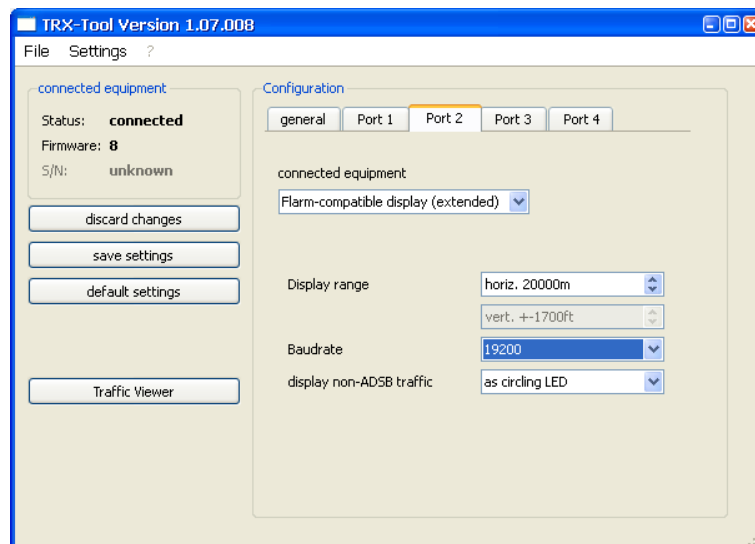 TRX-Tool Version 1.07.008
File Settings ?
connected equipment
Status: connected
Firmware: 8
S/N: unknown
discard changes
save settings
default settings
Traffic Viewer
Configuration
general Port 1 Port 2 Port 3 Port 4
connected equipment
Flarm-compatible display (extended)
Display range horiz. 20000m
vert. +-1700ft
Baudrate 19200
display non-ADSB traffic as circling LED